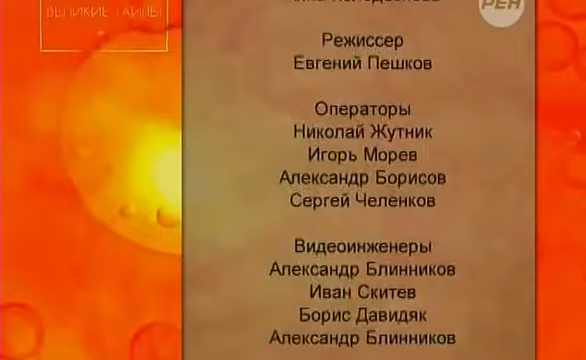 ВЕЛИКИЕ ТАЙНЫ
РЕН
Режиссер
Евгений Пешков
Операторы
Николай Жутник
Игорь Морев
Александр Борисов
Сергей Челенков
Видеоинженеры
Александр Блинников
Иван Скитев
Борис Давидяк
Александр Блинников